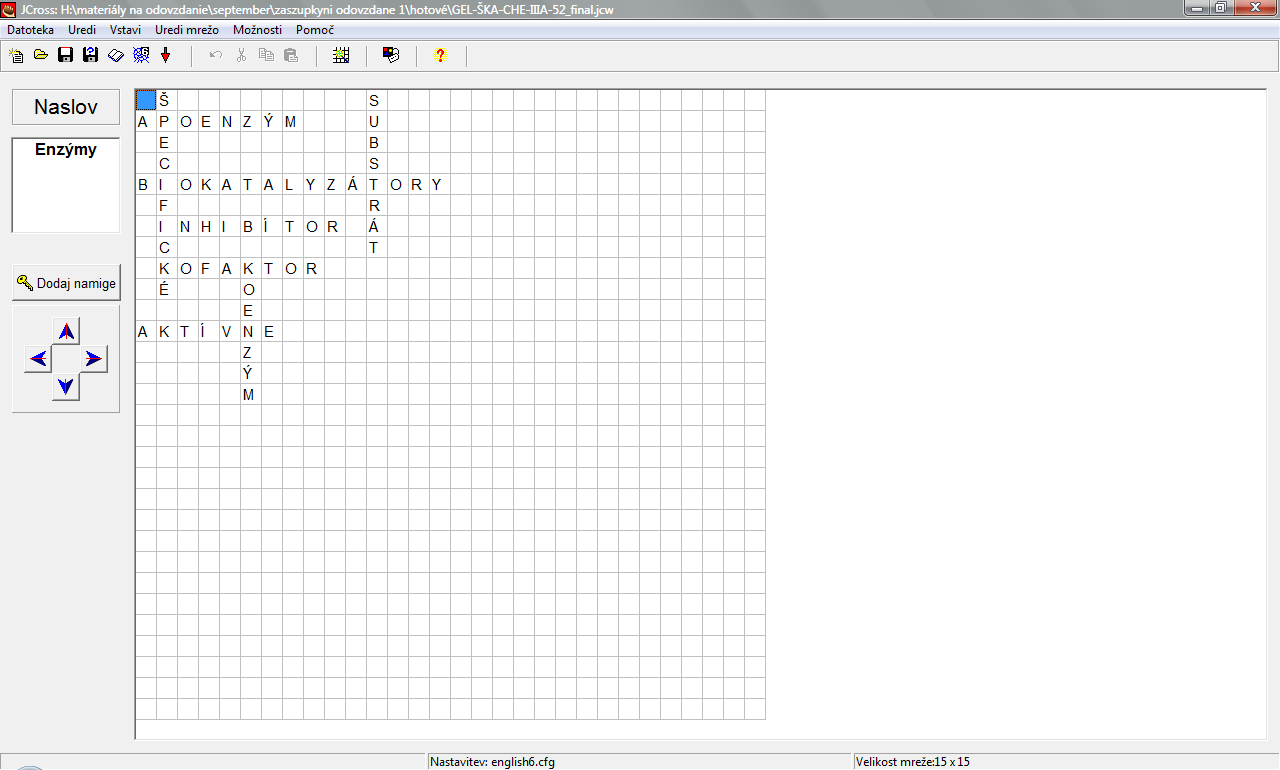 JCross: H:\materiály na odovzdanie\september\zaszupkyni odovzdane 1\hotové\GEL-ŠKA-CHE-IIIA-52_final.jcw
Datoteka Uredi Vstavi Uredi mrežo Možnosti Pomoč
Naslov
Enzýmy
Dodaj namige
Š S
A P O E N Z Ý M U
E B
C S
B I O K A T A L Y Z Á T O R Y
F R
I N H I B Í T O R Á
C T
K O F A K T O R
É O
E
A K T Í V N E
Z
Ý
M
Nastavitev: english6.cfg
Velikost mreže:15 x 15